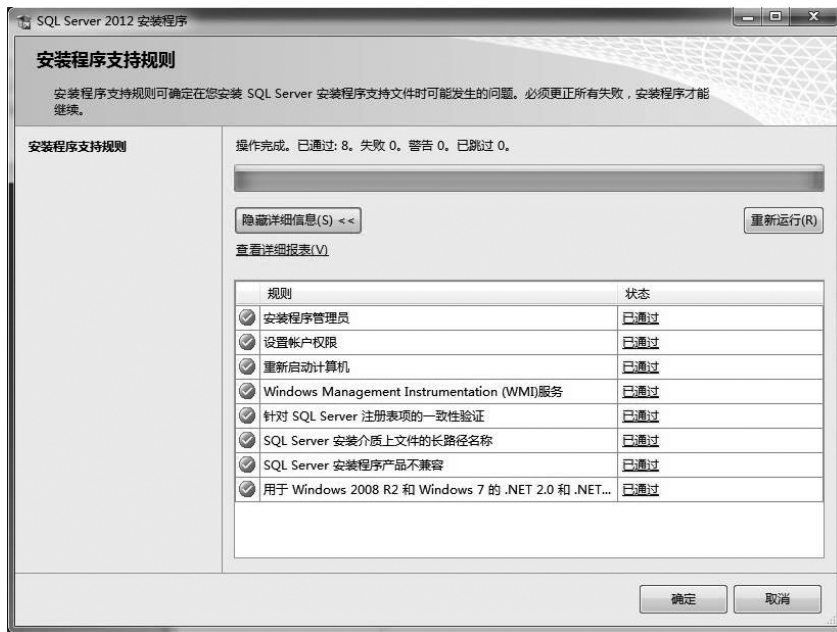 SQL Server 2012 安装程序
安装程序支持规则
安装程序支持规则可确定在您安装 SQL Server 安装程序支持文件时可能发生的问题。必须更正所有失败，安装程序才能
继续。
安装程序支持规则
操作完成。已通过: 8。失败 0。警告 0。已跳过 0。
隐藏详细信息(S) <<
重新运行(R)
查看详细报表(V)
规则 状态
安装程序管理员 已通过
设置帐户权限 已通过
重新启动计算机 已通过
Windows Management Instrumentation (WMI)服务 已通过
针对 SQL Server 注册表项的一致性验证 已通过
SQL Server 安装介质上文件的长路径名称 已通过
SQL Server 安装程序产品不兼容 已通过
用于 Windows 2008 R2 和 Windows 7 的 .NET 2.0 和 .NET... 已通过
确定 取消